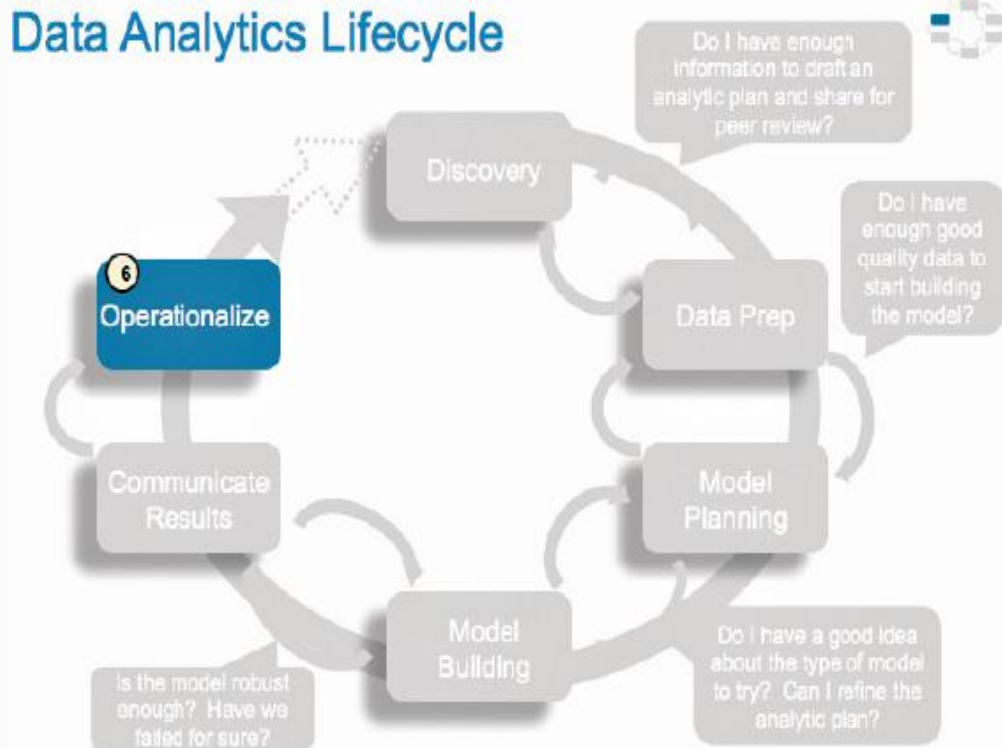 Data Analytics Lifecycle
Do I have enough
information to draft an
analytic plan and share for
peer review?
Discovery
Do I have
enough good
quality data to
start building
the model?
6
Operationalize
Data Prep
Communicate
Results
Model
Planning
Model
Building
Is the model robust
enough? Have we
failed for sure?
Do I have a good idea
about the type of model
to try? Can I refine the
analytic plan?